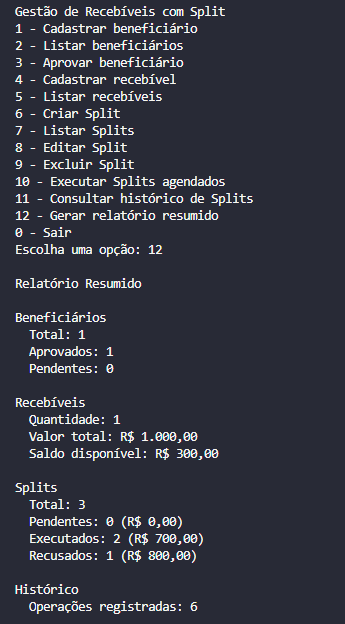 Gestão de Recebíveis com Split
1 - Cadastrar beneficiário
2 - Listar beneficiários
3 - Aprovar beneficiário
4 - Cadastrar recebível
5 - Listar recebíveis
6 - Criar Split
7 - Listar Splits
8 - Editar Split
9 - Excluir Split
10 - Executar Splits agendados
11 - Consultar histórico de Splits
12 - Gerar relatório resumido
0 - Sair
Escolha uma opção: 12
Relatório Resumido
Beneficiários
Total: 1
Aprovados: 1
Pendentes: 0
Recebíveis
Quantidade: 1
Valor total: R$ 1.000,00
Saldo disponível: R$ 300,00
Splits
Total: 3
Pendentes: 0 (R$ 0,00)
Executados: 2 (R$ 700,00)
Recusados: 1 (R$ 800,00)
Histórico
Operações registradas: 6